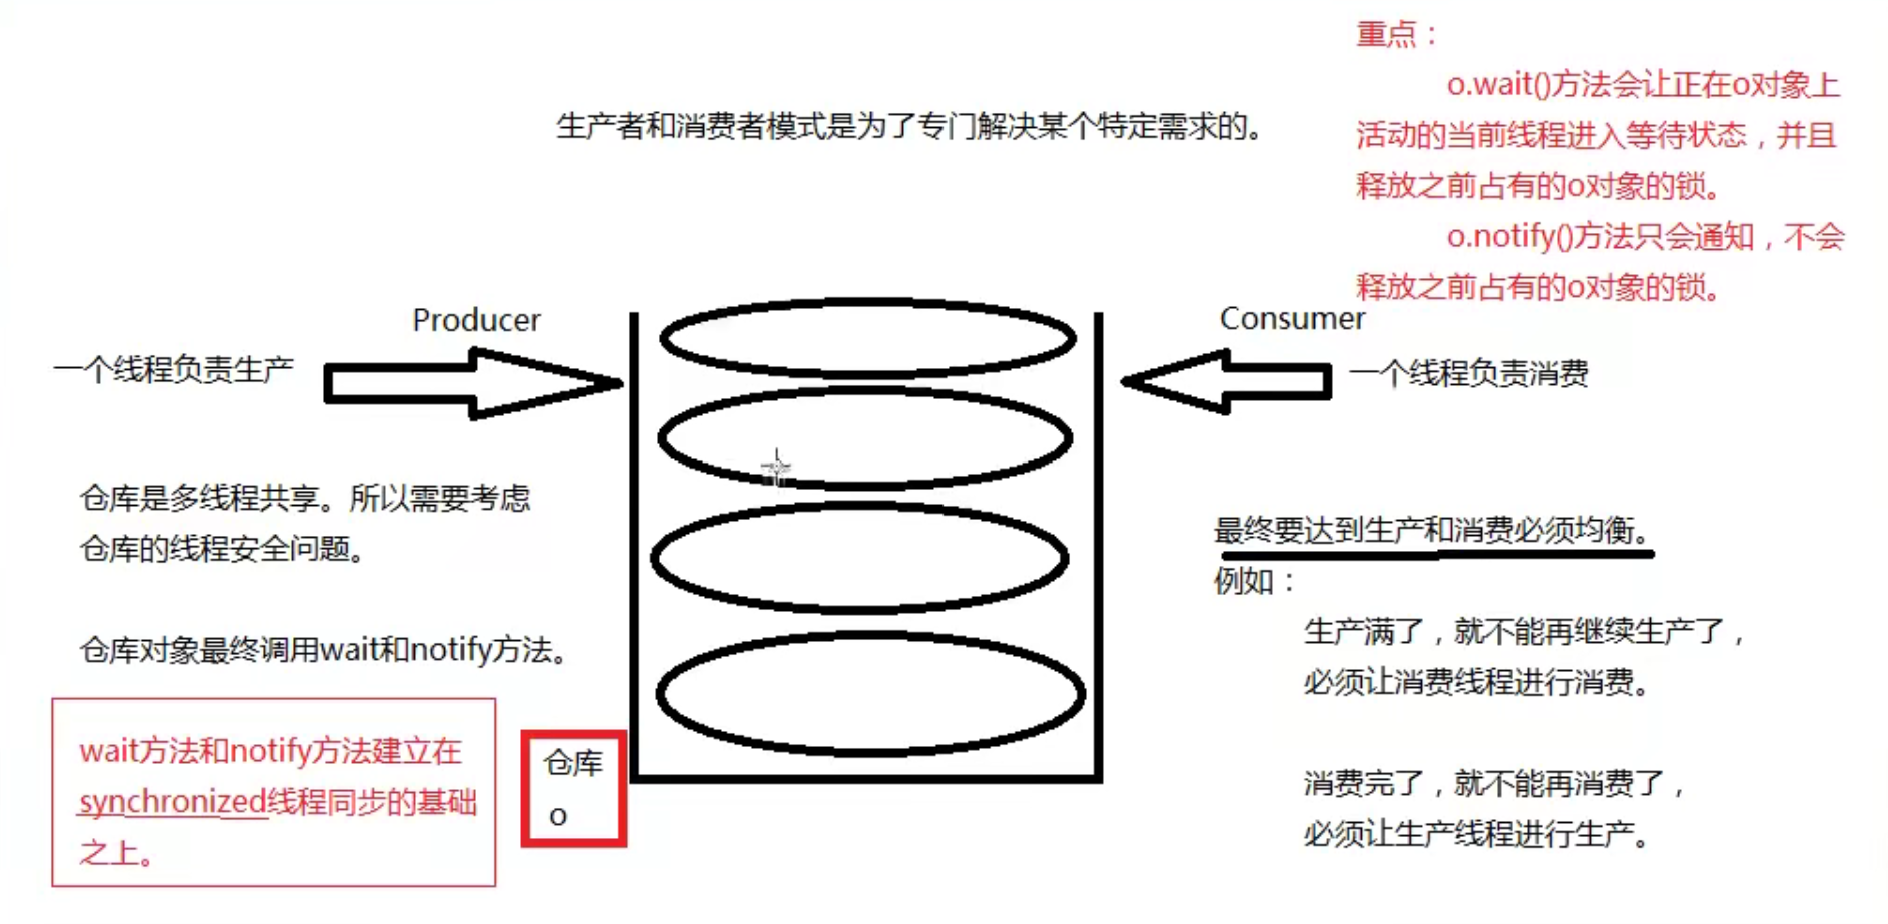 重点：
o.wait()方法会让正在o对象上
活动的当前线程进入等待状态，并且
释放之前占有的o对象的锁。
o.notify()方法只会通知，不会
释放之前占有的o对象的锁。
生产者和消费者模式是为了专门解决某个特定需求的。
Producer
一个线程负责生产
Consumer
一个线程负责消费
仓库是多线程共享。所以需要考虑
仓库的线程安全问题。
仓库对象最终调用wait和notify方法。
wait方法和notify方法建立在
synchronized线程同步的基础
之上。
仓库
o
最终要达到生产和消费必须均衡。
例如：
生产满了，就不能再继续生产了，
必须让消费线程进行消费。
消费完了，就不能再消费了，
必须让生产线程进行生产。